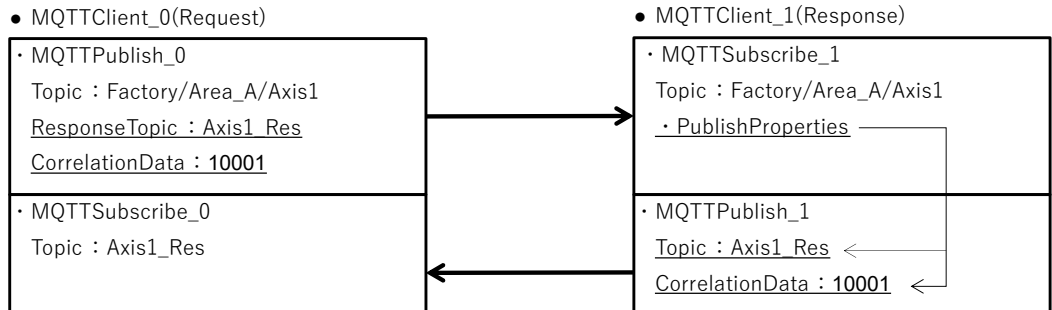 ● MQTTClient_0(Request)
・MQTTPublish_0
Topic：Factory/Area_A/Axis1
ResponseTopic：Axis1_Res
CorrelationData：10001
・MQTTSubscribe_0
Topic：Axis1_Res
● MQTTClient_1(Response)
・MQTTSubscribe_1
Topic：Factory/Area_A/Axis1
・PublishProperties
・MQTTPublish_1
Topic：Axis1_Res
CorrelationData：10001